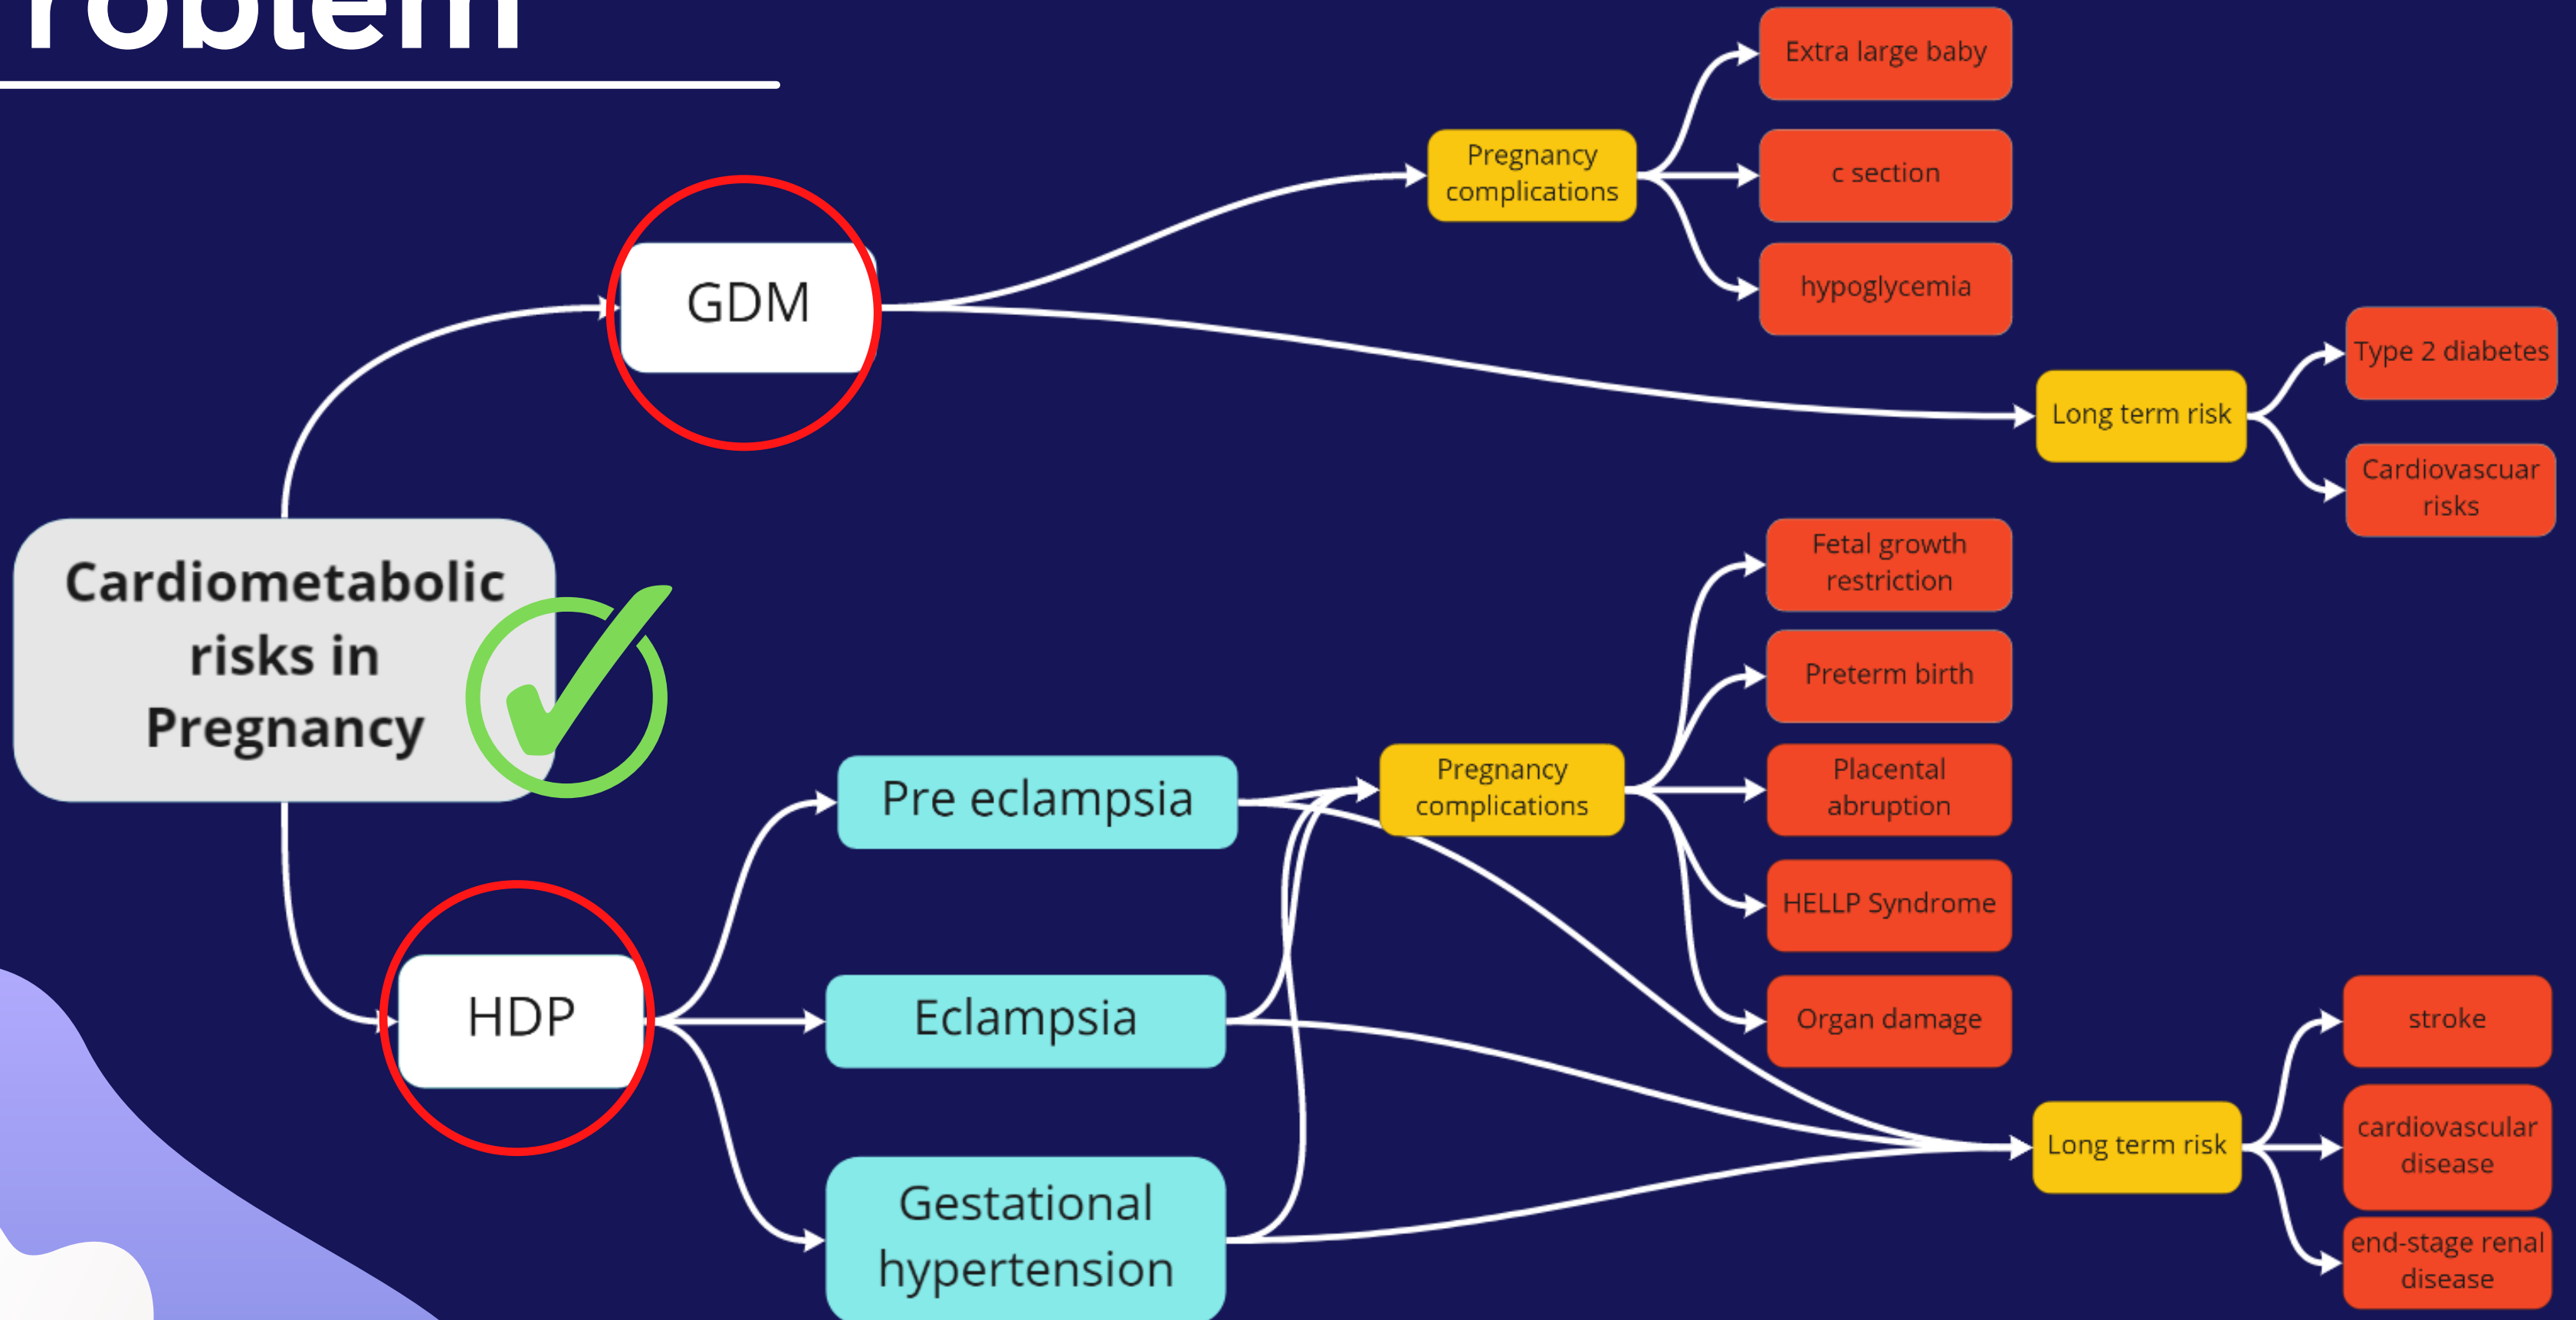 roblem
Extra large baby
Pregnancy
complications
c section
hypoglycemia
GDM
Type 2 diabetes
Long term risk
Cardiovascuar
risks
Cardiometabolic
risks in
Pregnancy
Fetal growth
restriction
Preterm birth
Pre eclampsia
Pregnancy
complications
Placental
abruption
HELLP Syndrome
HDP
Eclampsia
Organ damage
stroke
Long term risk
cardiovascular
disease
Gestational
hypertension
end-stage renal
disease